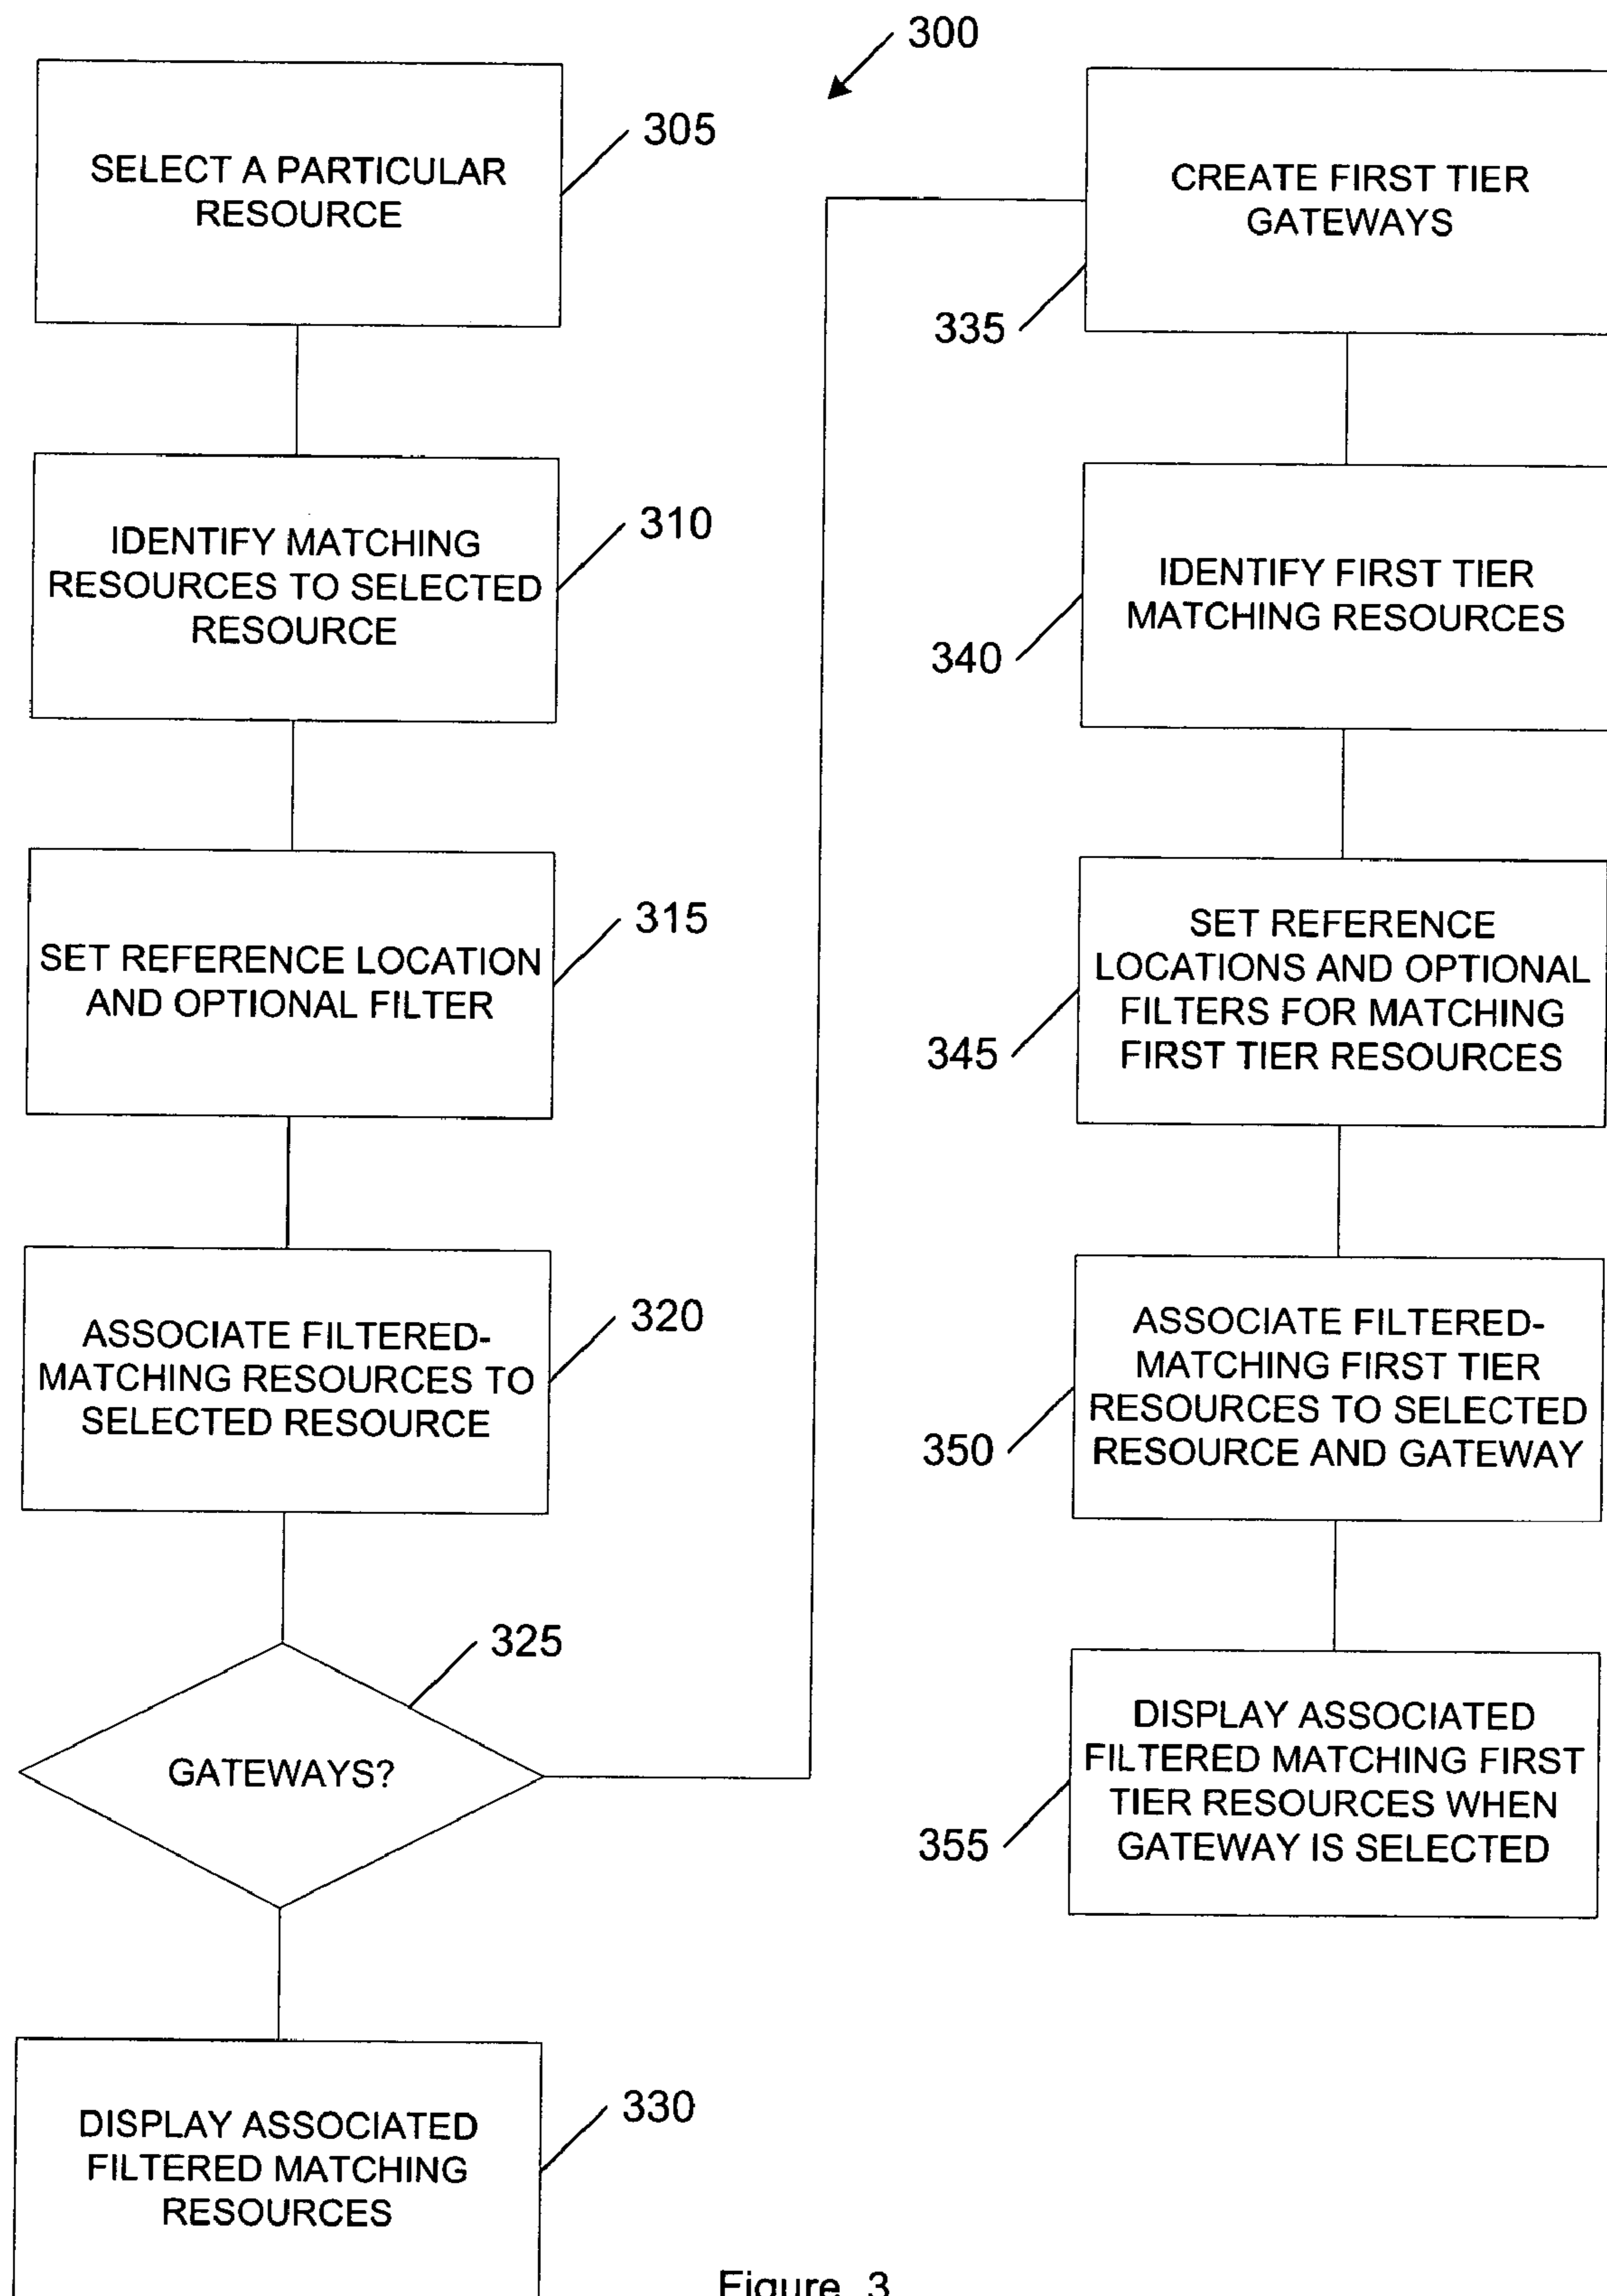 300
SELECT A PARTICULAR
RESOURCE
305
IDENTIFY MATCHING
RESOURCES TO SELECTED
RESOURCE
310
SET REFERENCE LOCATION
AND OPTIONAL FILTER
315
ASSOCIATE FILTERED-
MATCHING RESOURCES TO
SELECTED RESOURCE
320
GATEWAYS?
325
DISPLAY ASSOCIATED
FILTERED MATCHING
RESOURCES
330
CREATE FIRST TIER
GATEWAYS
335
IDENTIFY FIRST TIER
MATCHING RESOURCES
340
SET REFERENCE
LOCATIONS AND OPTIONAL
FILTERS FOR MATCHING
FIRST TIER RESOURCES
345
ASSOCIATE FILTERED-
MATCHING FIRST TIER
RESOURCES TO SELECTED
RESOURCE AND GATEWAY
350
DISPLAY ASSOCIATED
FILTERED MATCHING FIRST
TIER RESOURCES WHEN
GATEWAY IS SELECTED
355
Figure 3